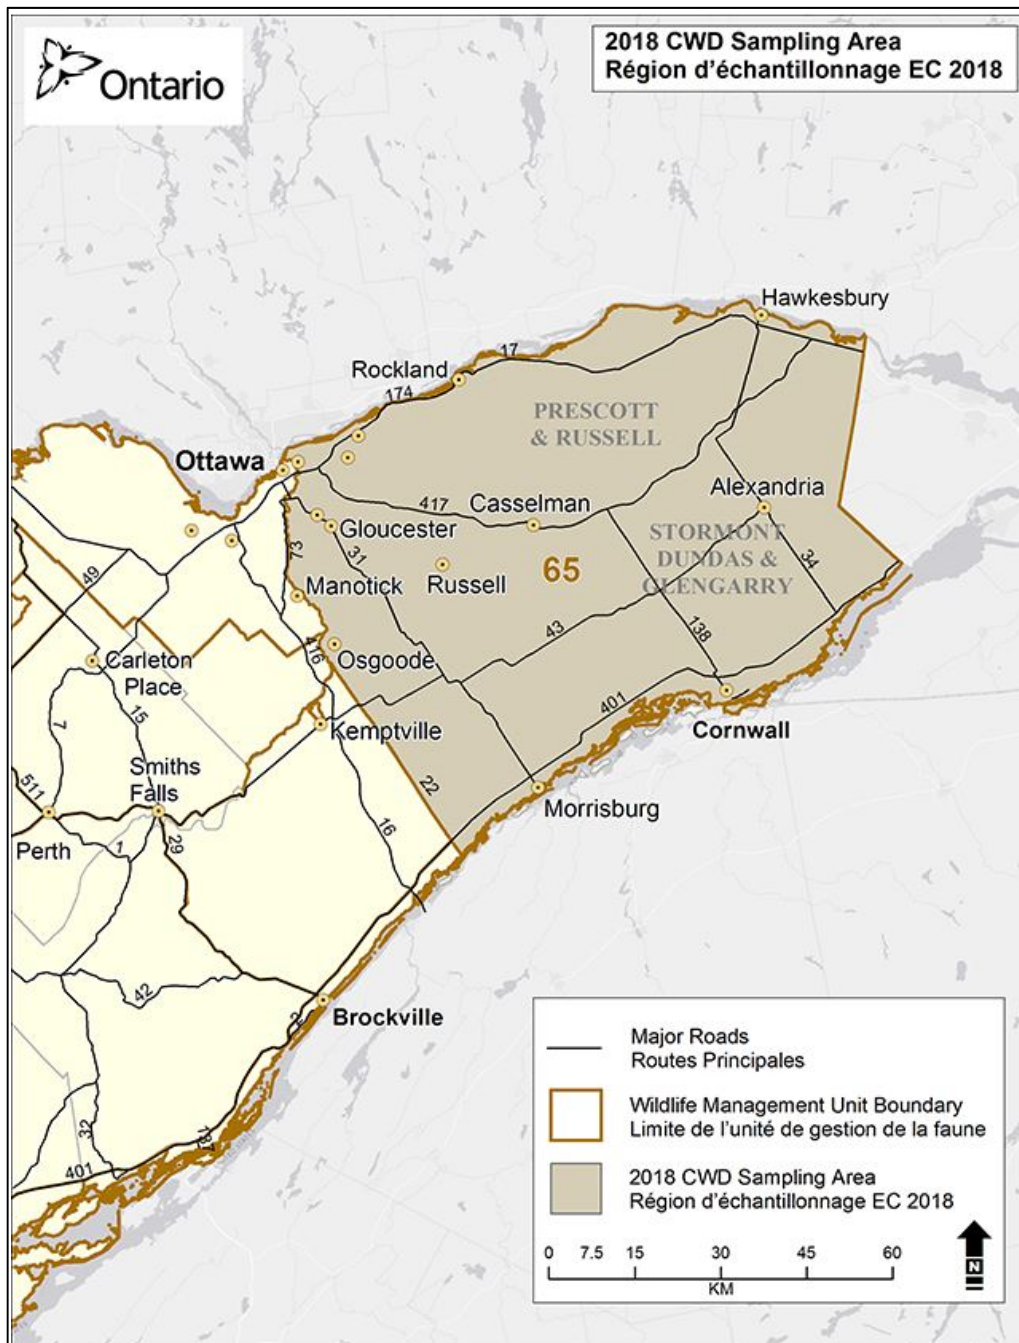 Ontario
2018 CWD Sampling Area
Région d'échantillonnage EC 2018
Hawkesbury
17
Rockland
174
PRESCOTT
& RUSSELL
Ottawa
417
Casselman
Alexandria
Gloucester
STORMONT
DUNDAS &
GLENGARRY
73
31
65
34
49
Russell
Manotick
43
138
416
Osgoode
Carleton
Place
401
7
15
Kemptville
Cornwall
Smiths
Falls
22
511
Morrisburg
16
Perth
1
29
42
2
Brockville
32
137
401
Major Roads
Routes Principales
Wildlife Management Unit Boundary
Limite de l'unité de gestion de la faune
2018 CWD Sampling Area
Région d'échantillonnage EC 2018
0 7.5 15 30 45 60
KM
N